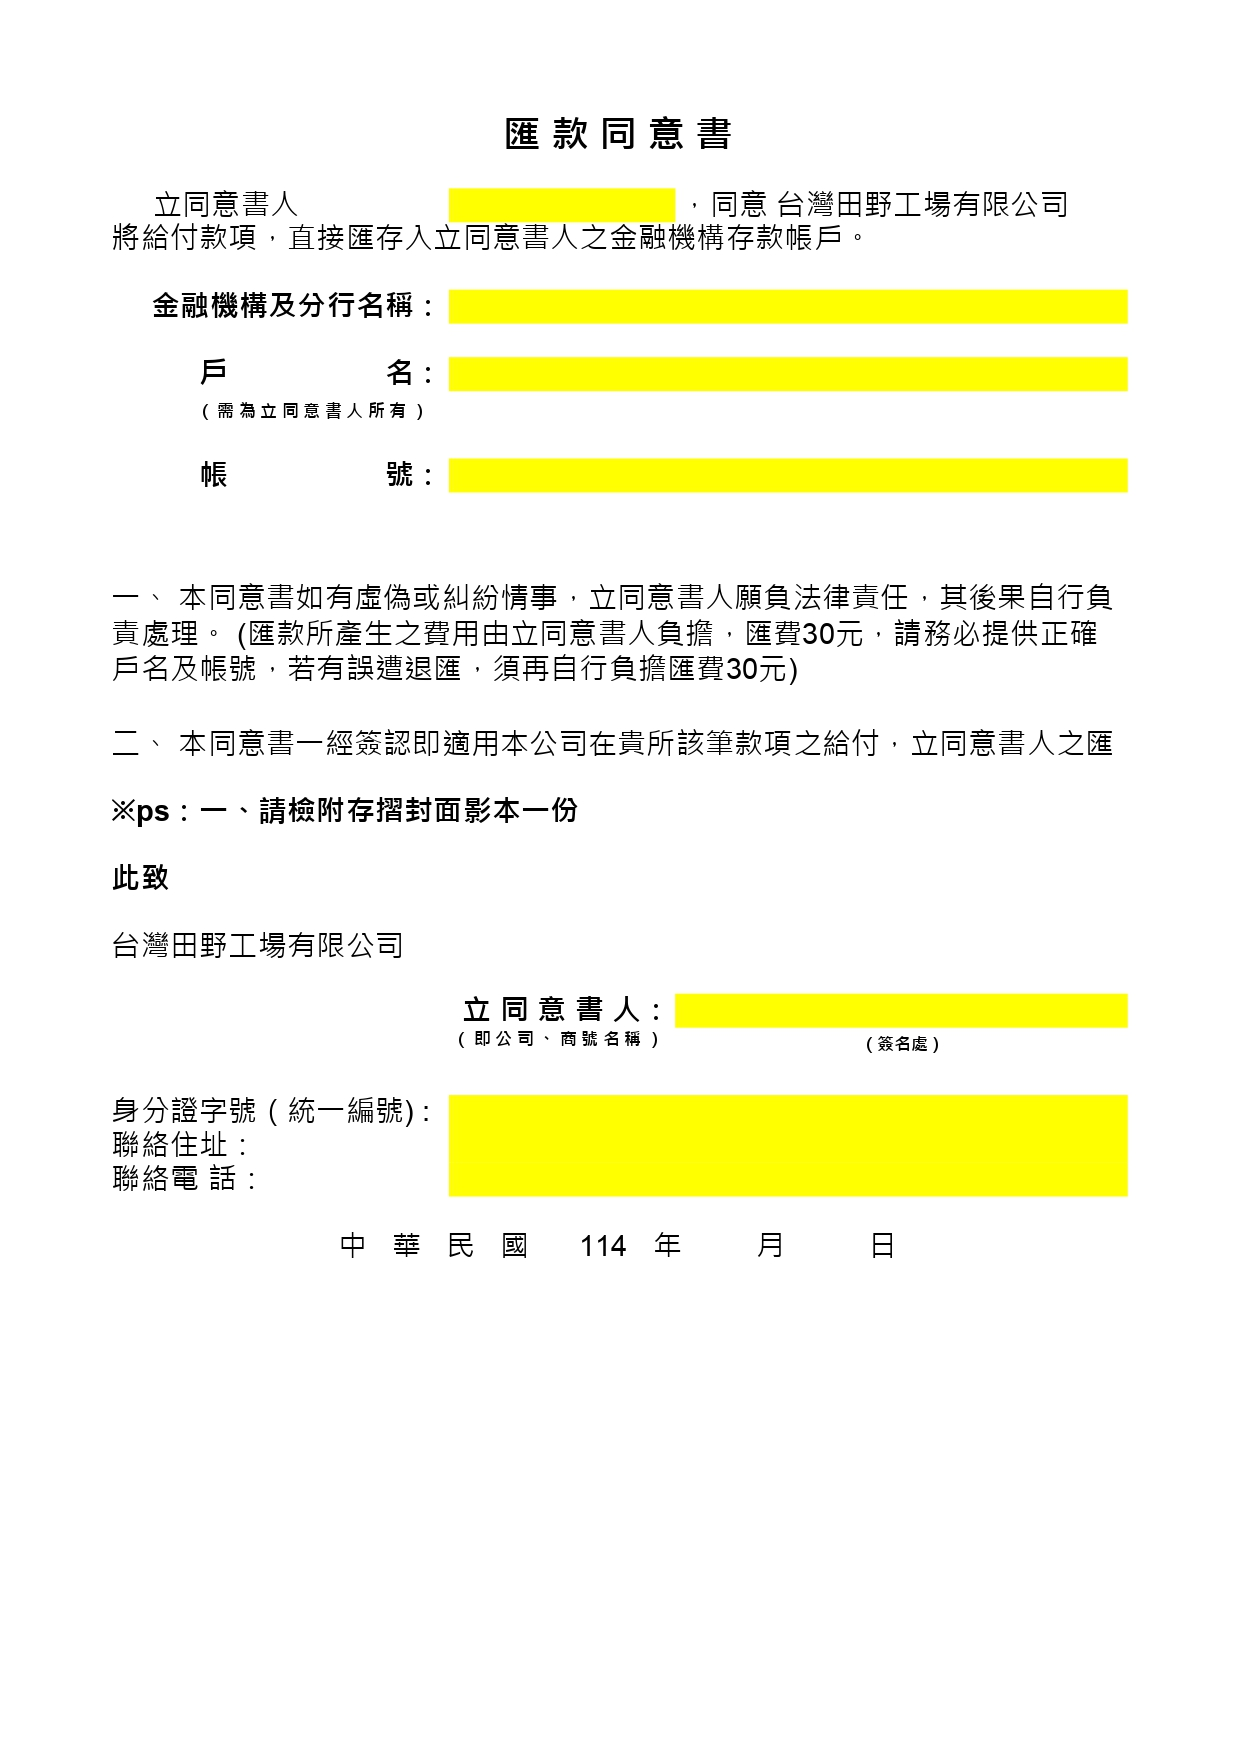 匯 款 同 意 書
立同意書人 ，同意 台灣田野工場有限公司
將給付款項，直接匯存入立同意書人之金融機構存款帳戶。
金融機構及分行名稱：
戶 名：
（需為立同意書人所有）
帳 號：
一、 本同意書如有虛偽或糾紛情事，立同意書人願負法律責任，其後果自行負
責處理。 (匯款所產生之費用由立同意書人負擔，匯費30元，請務必提供正確
戶名及帳號，若有誤遭退匯，須再自行負擔匯費30元)
二、 本同意書一經簽認即適用本公司在貴所該筆款項之給付，立同意書人之匯
※ps：一、請檢附存摺封面影本一份
此致
台灣田野工場有限公司
立 同 意 書 人：
（即公司、商號名稱）
（簽名處）
身分證字號（統一編號)：
聯絡住址：
聯絡電 話：
中 華 民 國 114 年 月 日